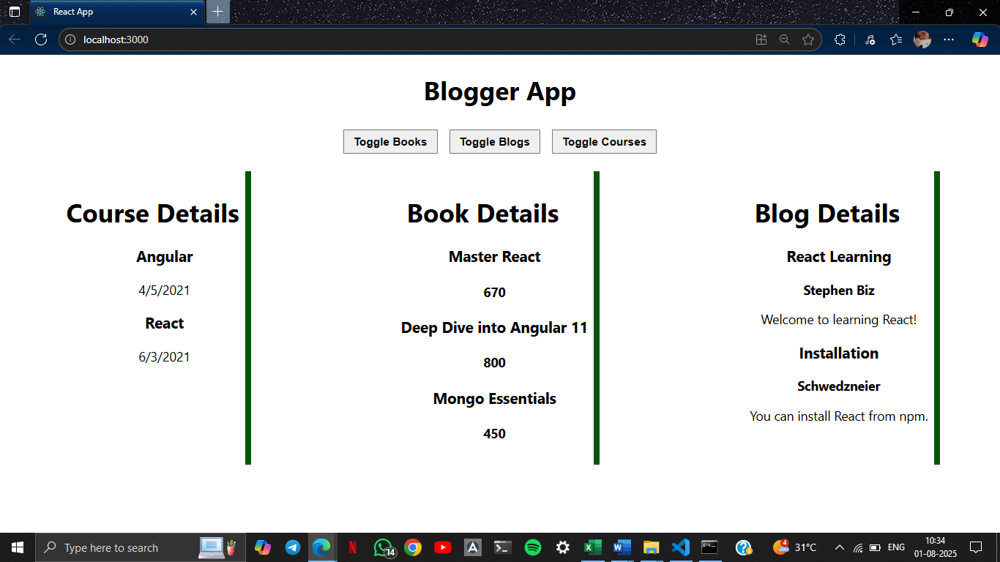 React App
localhost:3000
Blogger App
Toggle Books Toggle Blogs Toggle Courses
Course Details
Angular
4/5/2021
React
6/3/2021
Book Details
Master React
670
Deep Dive into Angular 11
800
Mongo Essentials
450
Blog Details
React Learning
Stephen Biz
Welcome to learning React!
Installation
Schwedzneier
You can install React from npm.
Type here to search
14
4
31°C
ENG
10:34
01-08-2025